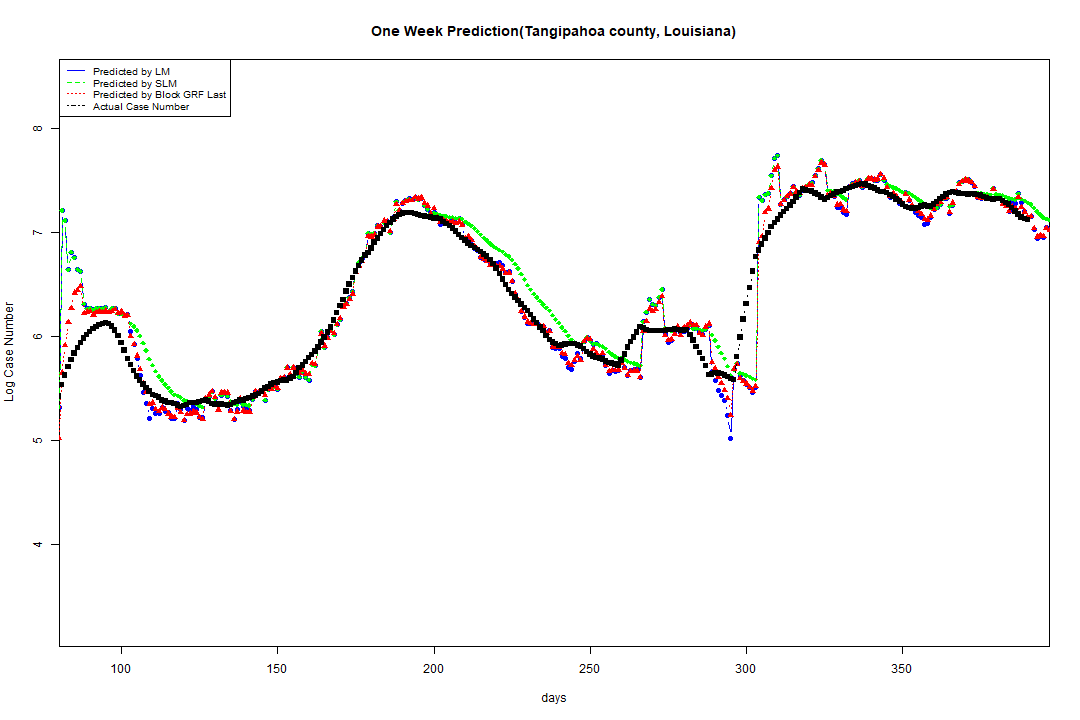 One Week Prediction(Tangipahoa county, Louisiana)
Predicted by LM
Predicted by SLM
Predicted by Block GRF Last
Actual Case Number
Log Case Number
8
7
6
5
4
100 150 200 250 300 350
days